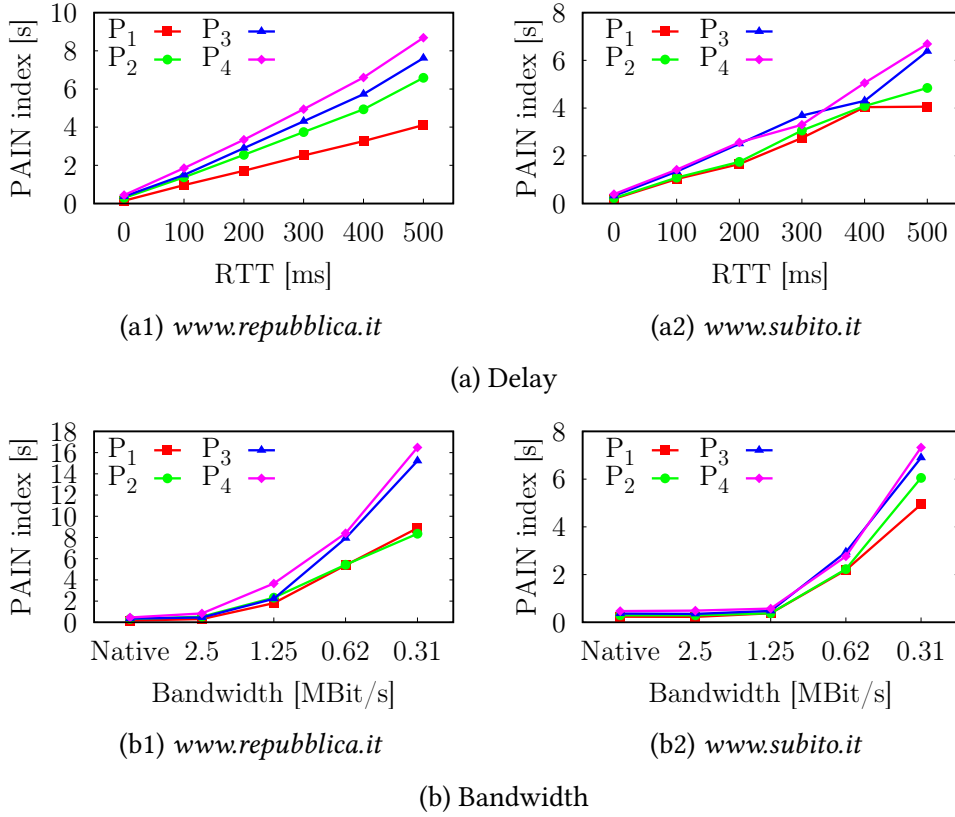 PAIN index [s]
10
8
6
4
2
0
P1 P3
P2 P4
0 100 200 300 400 500
RTT [ms]
(a1) www.repubblica.it
PAIN index [s]
8
6
4
2
0
P1 P3
P2 P4
0 100 200 300 400 500
RTT [ms]
(a2) www.subito.it
(a) Delay
PAIN index [s]
18
16
14
12
10
8
6
4
2
0
P1 P3
P2 P4
Native 2.5 1.25 0.62 0.31
Bandwidth [MBit/s]
(b1) www.repubblica.it
PAIN index [s]
8
6
4
2
0
P1 P3
P2 P4
Native 2.5 1.25 0.62 0.31
Bandwidth [MBit/s]
(b2) www.subito.it
(b) Bandwidth